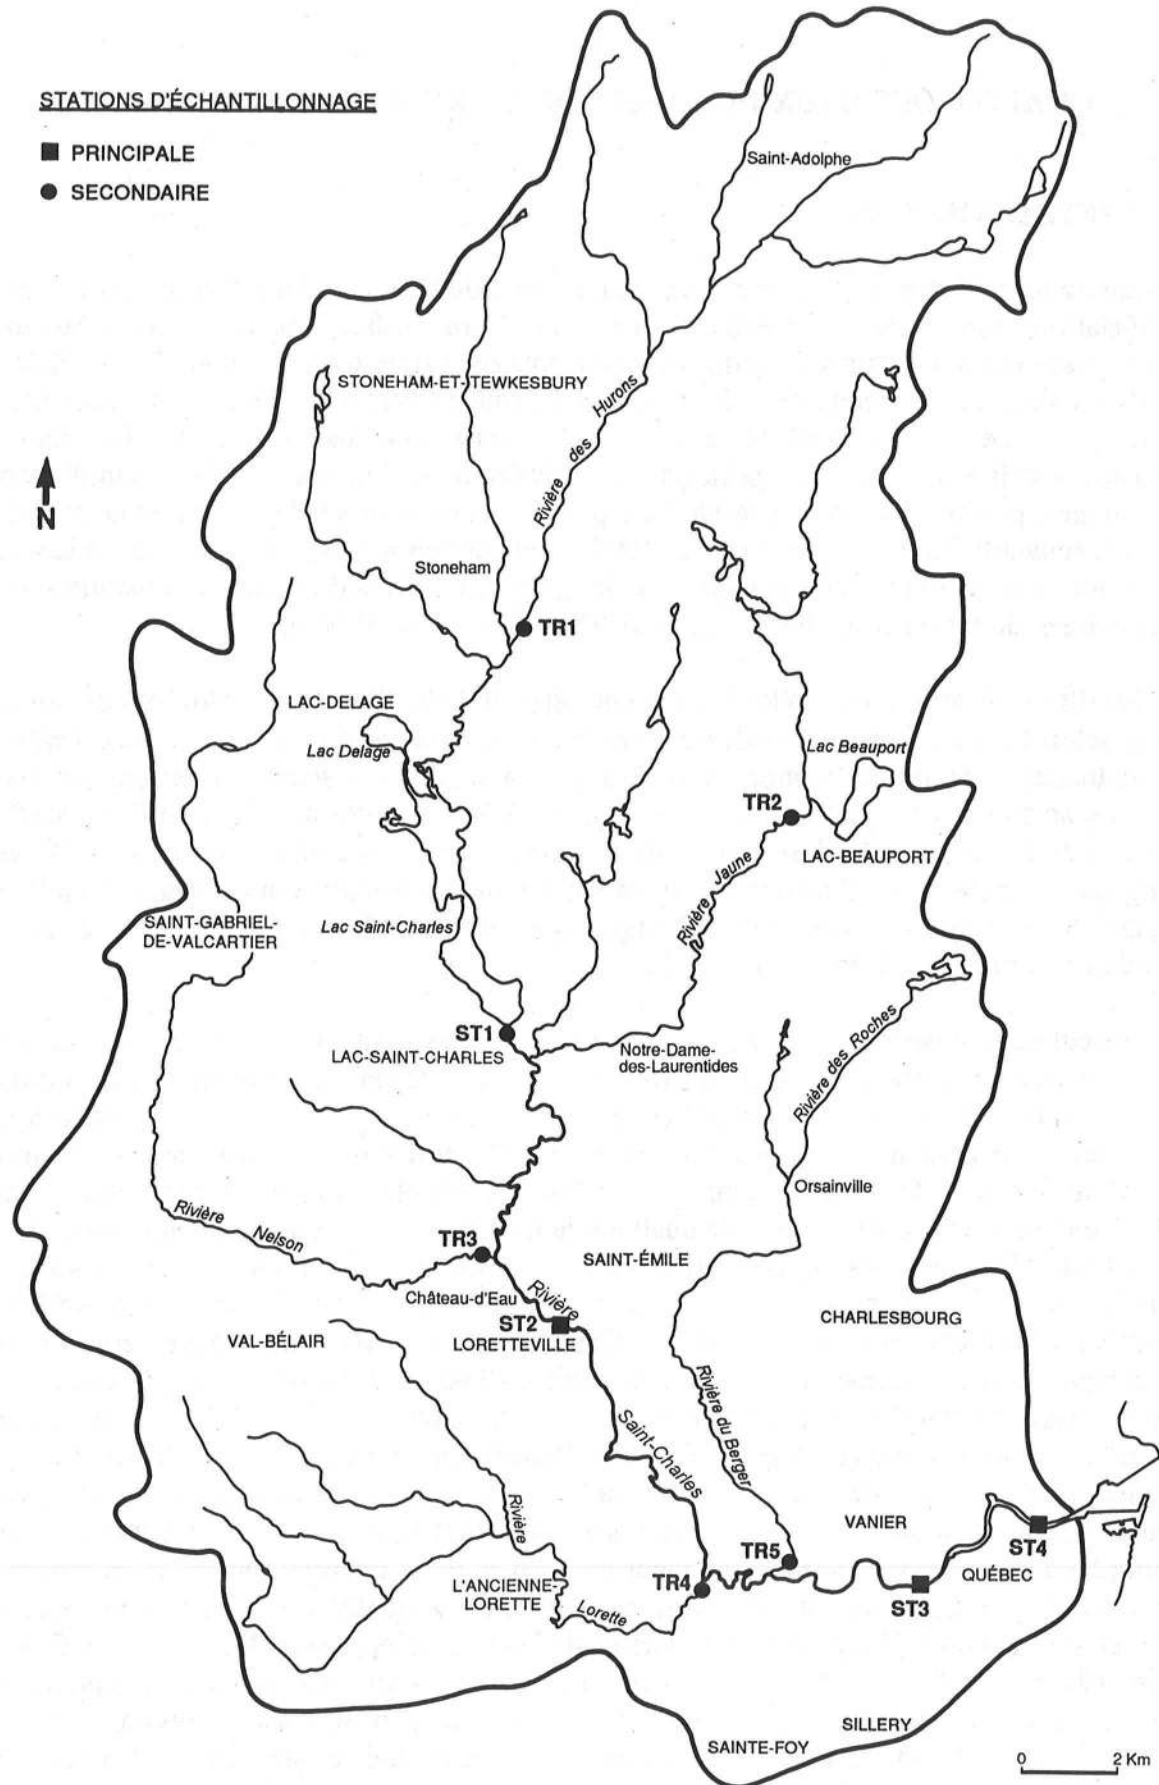 STATIONS D'ÉCHANTILLONNAGE
PRINCIPALE
SECONDAIRE
Saint-Adolphe
STONEHAM-ET-TEWKESBURY
Rivière des Hurons
N
Stoneham
TR1
LAC-DELAGE
Lac Delage
Lac Beauport
TR2
LAC-BEAUPORT
Rivière Jaune
SAINT-GABRIEL-
DE-VALCARTIER
Lac Saint-Charles
ST1
LAC-SAINT-CHARLES
Notre-Dame-
des-Laurentides
Rivière des Roches
Orsainville
Rivière Nelson
TR3
SAINT-ÉMILE
Château-d'Eau
Rivière
ST2
LORETTEVILLE
CHARLESBOURG
VAL-BÉLAIR
Saint-Charles
Rivière du Berger
Rivière
VANIER
ST4
TR5
QUÉBEC
TR4
ST3
L'ANCIENNE-
LORETTE
Lorette
SILLERY
SAINTE-FOY
0 2 Km